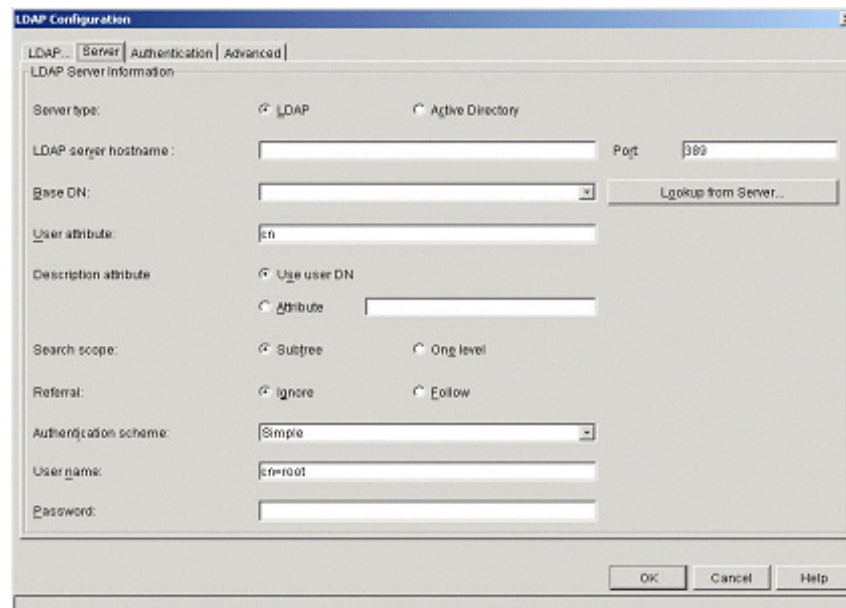 LDAP Configuration
LDAP... Server Authentication Advanced
LDAP Server Information
Server type: LDAP Active Directory
LDAP server hostname : Port 389
Base DN: Lookup from Server...
User attribute: cn
Description attribute Use user DN
Attribute
Search scope: Subtree One level
Referral: Ignore Follow
Authentication scheme: Simple
User name: cn=root
Password:
OK Cancel Help